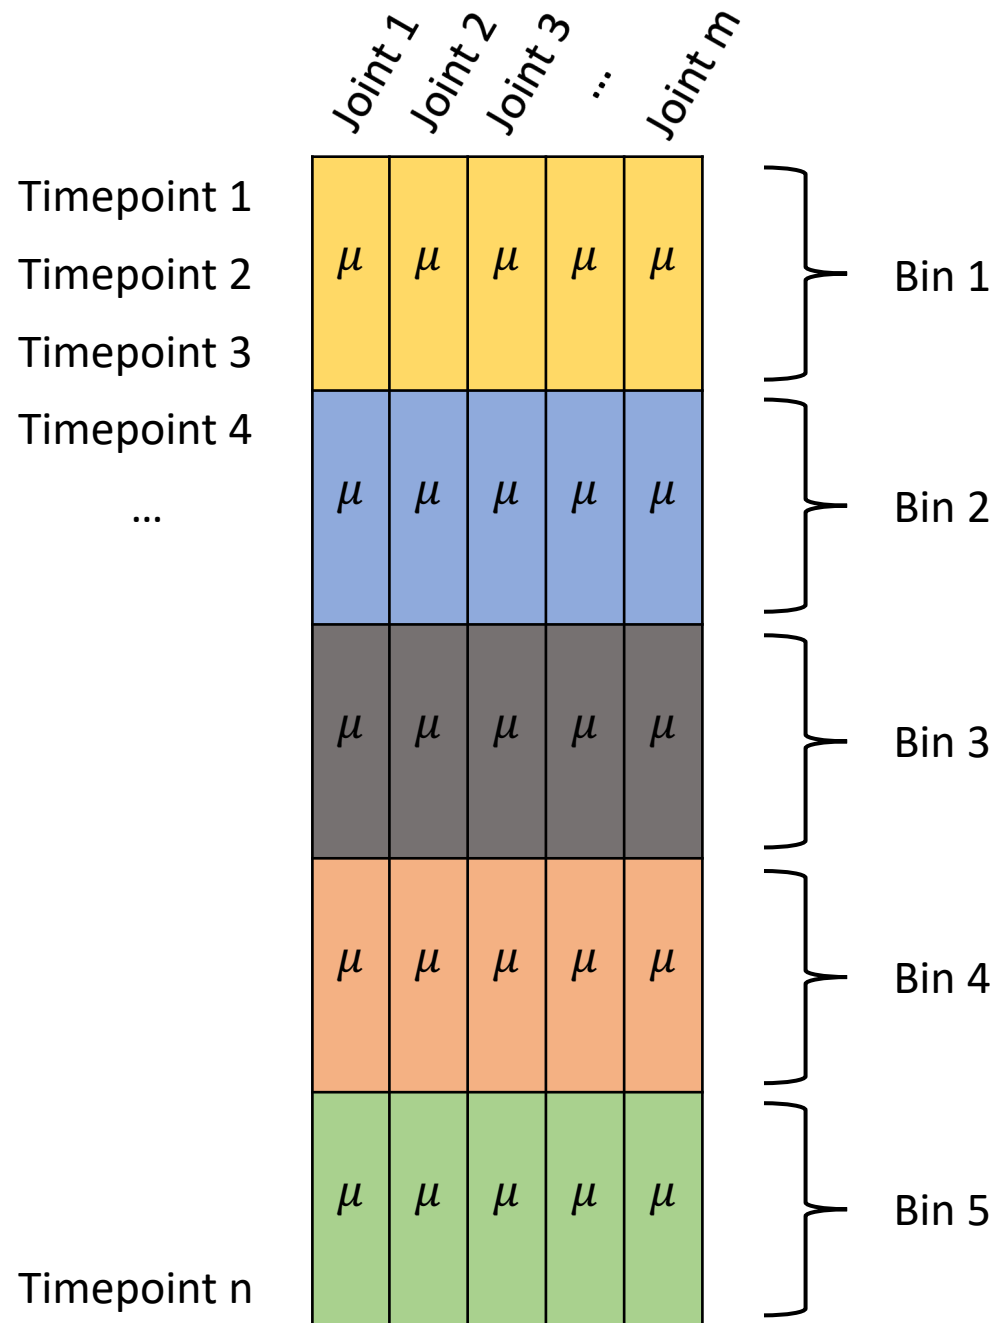 Joint 1 Joint 2 Joint 3 ... Joint m
Timepoint 1
Timepoint 2
μ μ μ μ μ
Bin 1
Timepoint 3
Timepoint 4
μ μ μ μ μ
Bin 2
...
μ μ μ μ μ
Bin 3
μ μ μ μ μ
Bin 4
μ μ μ μ μ
Bin 5
Timepoint n